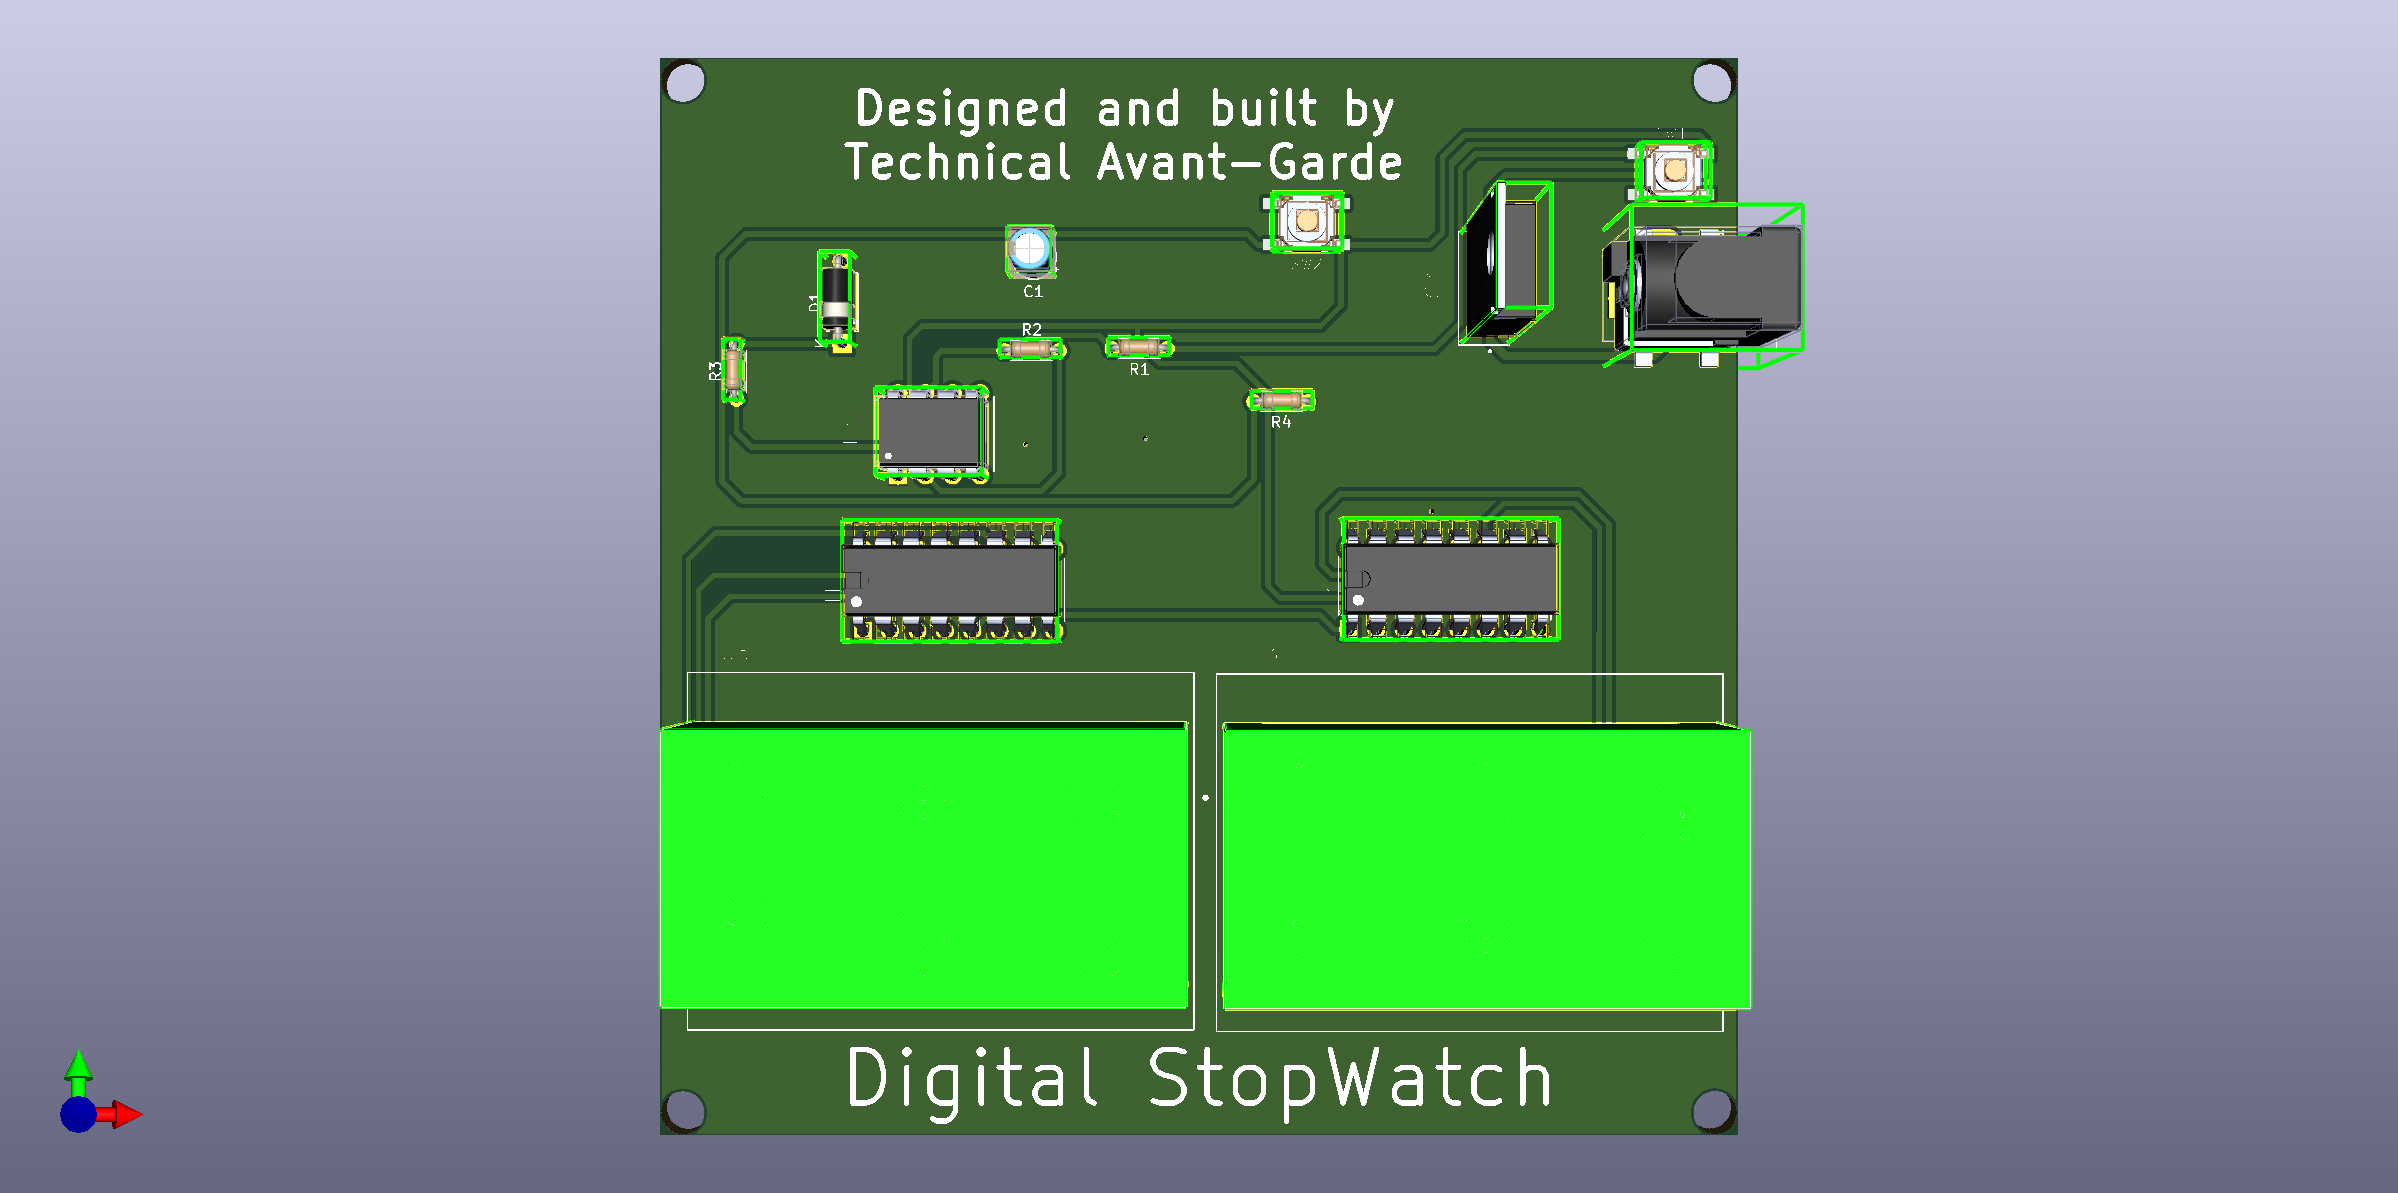 Designed and built by
Technical Avant-Garde
C1
D1
R2
R3
R1
R4
Digital StopWatch